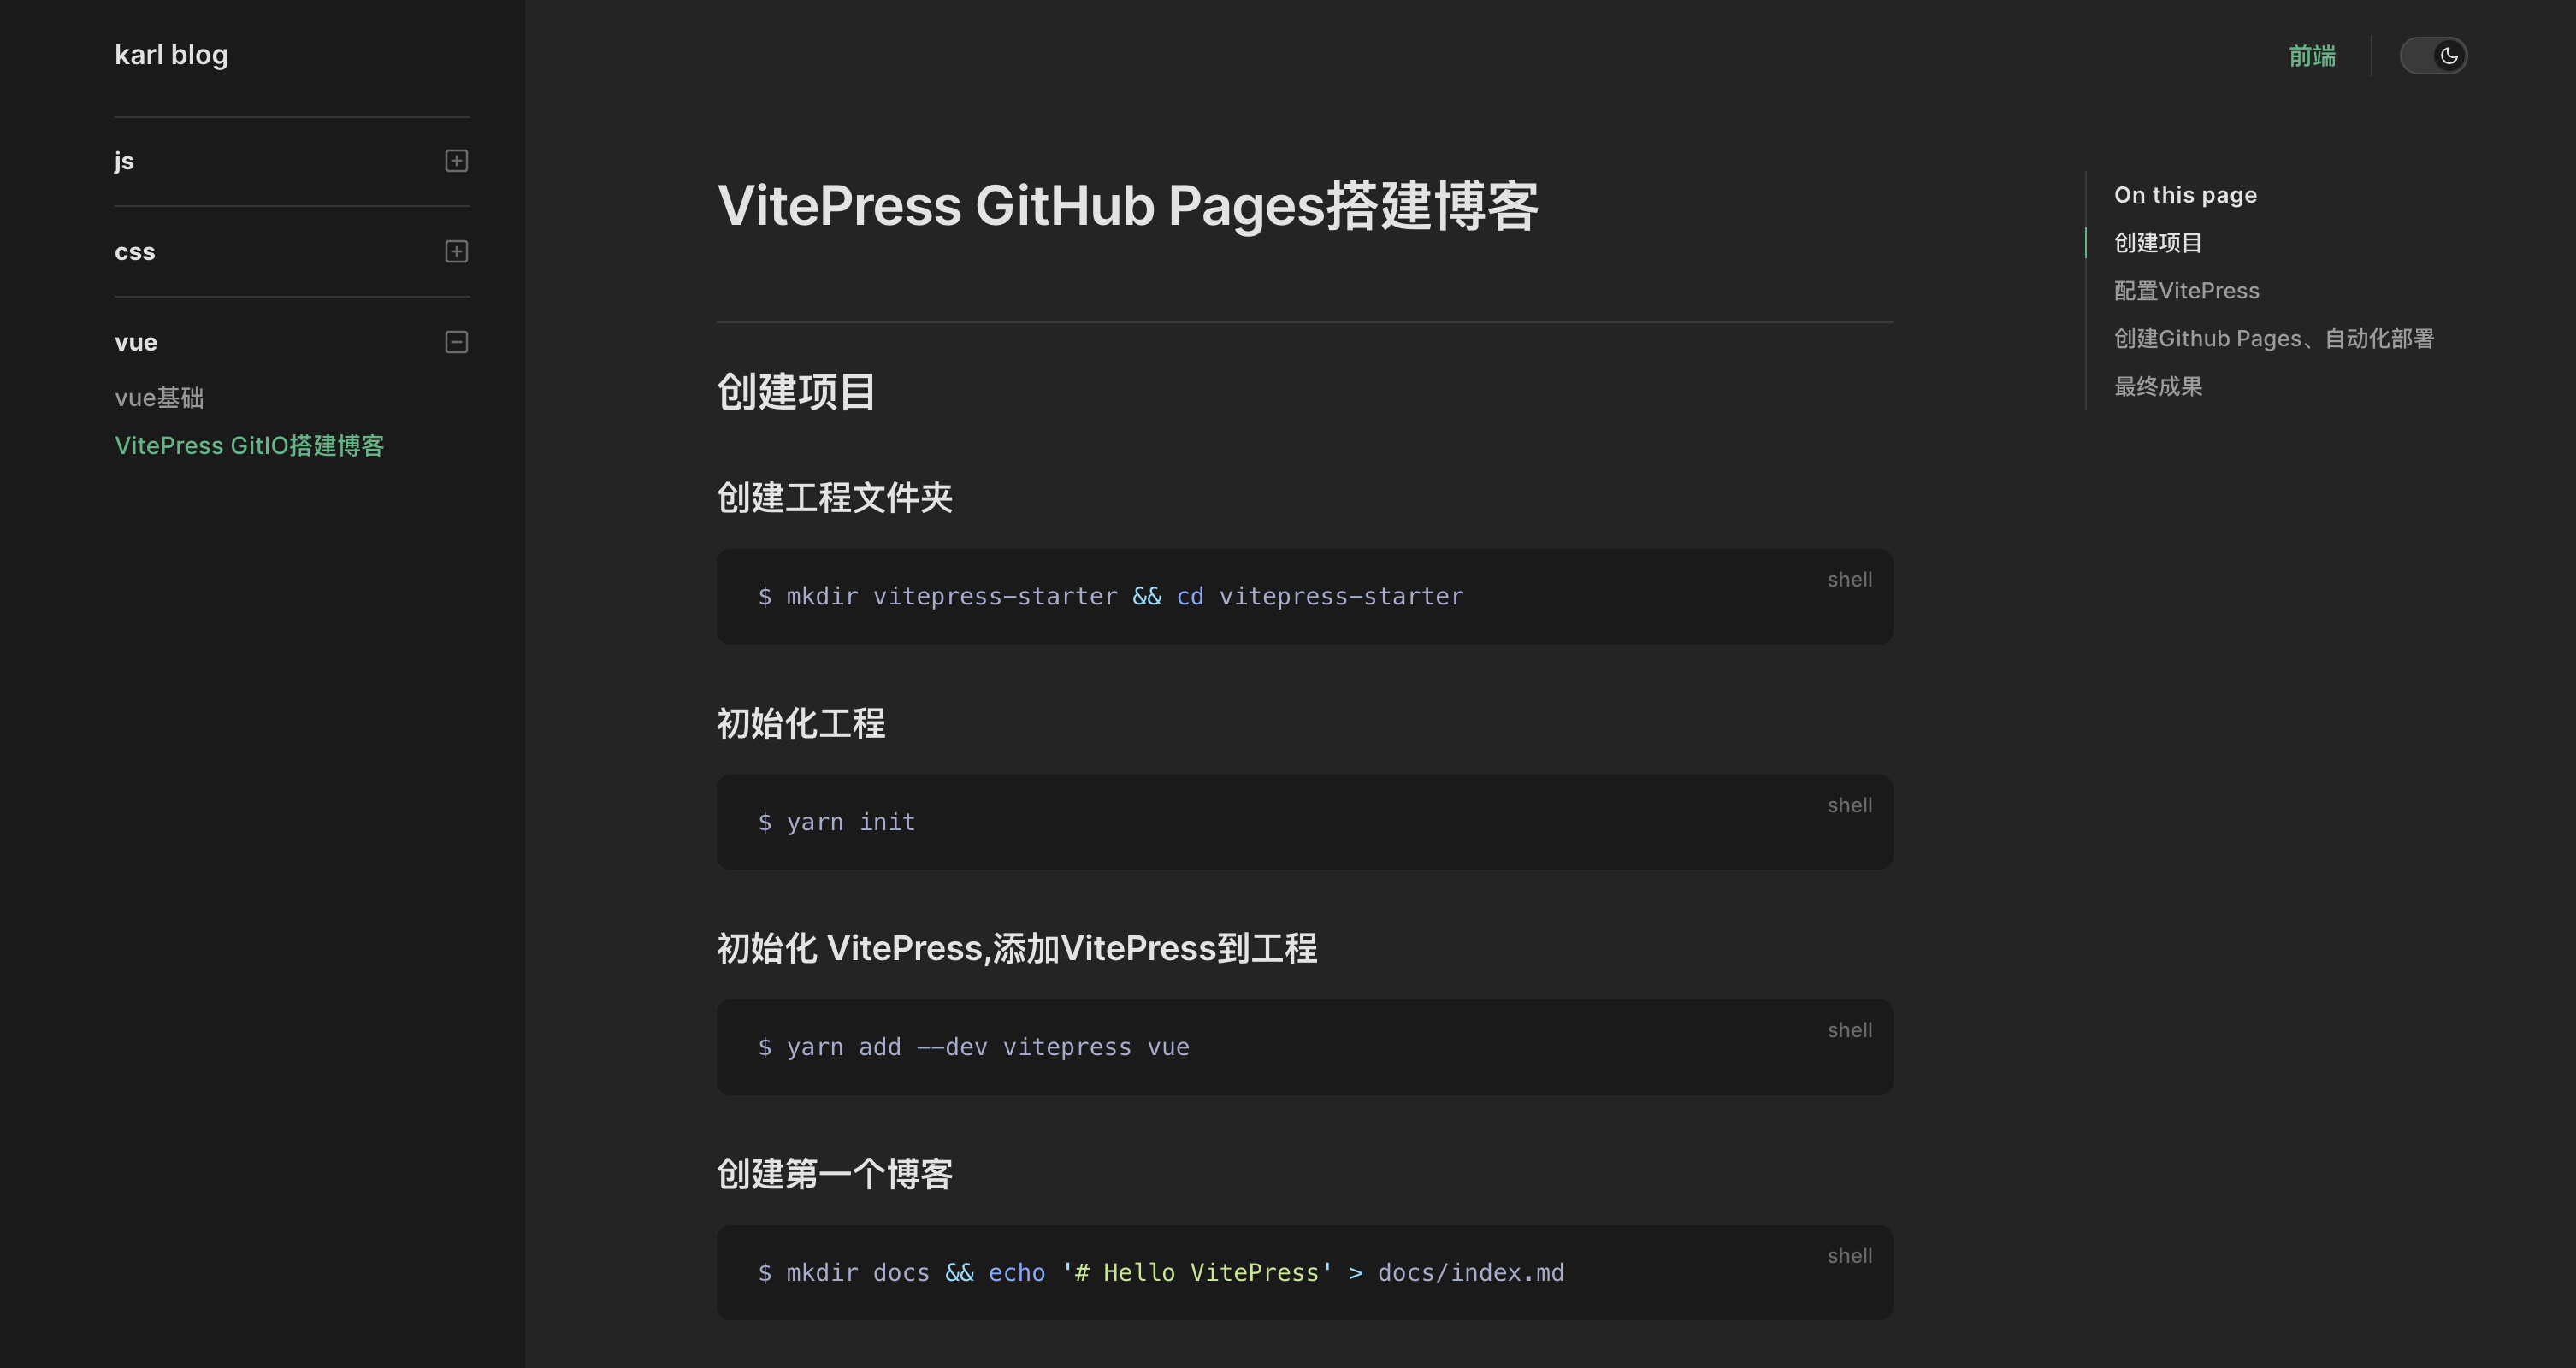 karl blog
前端
js
css
vue
vue基础
VitePress GitIO搭建博客
VitePress GitHub Pages搭建博客
创建项目
创建工程文件夹
shell
$ mkdir vitepress-starter && cd vitepress-starter
初始化工程
shell
$ yarn init
初始化 VitePress,添加VitePress到工程
shell
$ yarn add --dev vitepress vue
创建第一个博客
shell
$ mkdir docs && echo '# Hello VitePress' > docs/index.md
On this page
创建项目
配置VitePress
创建Github Pages、自动化部署
最终成果